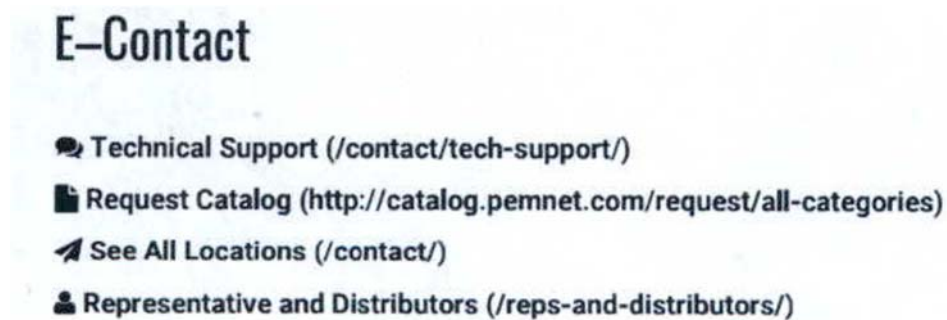 E–Contact
Technical Support (/contact/tech-support/)
Request Catalog (http://catalog.pemnet.com/request/all-categories)
See All Locations (/contact/)
Representative and Distributors (/reps-and-distributors/)